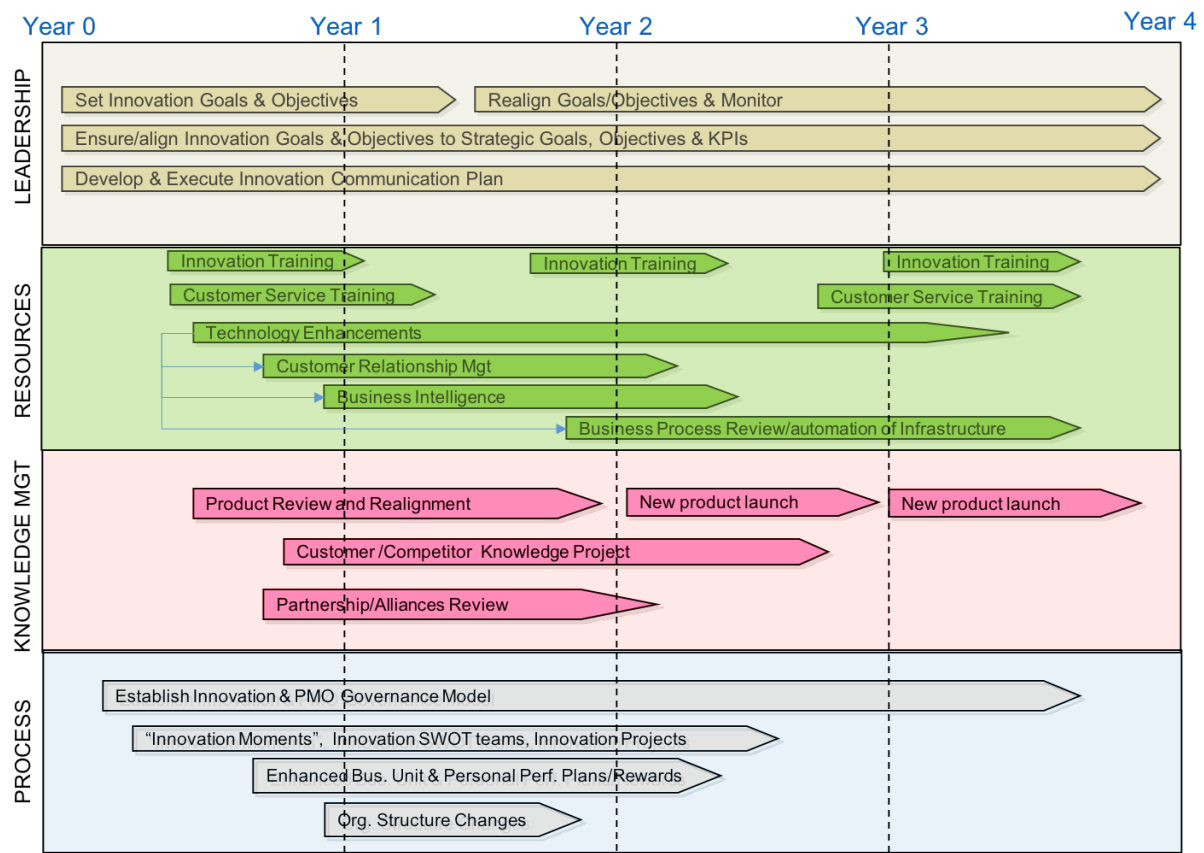 Year 0
Year 1
Year 2
Year 3
Year 4
LEADERSHIP
Set Innovation Goals & Objectives
Realign Goals/Objectives & Monitor
Ensure/align Innovation Goals & Objectives to Strategic Goals, Objectives & KPIs
Develop & Execute Innovation Communication Plan
RESOURCES
Innovation Training
Innovation Training
Innovation Training
Customer Service Training
Customer Service Training
Technology Enhancements
Customer Relationship Mgt
Business Intelligence
Business Process Review/automation of Infrastructure
KNOWLEDGE MGT
Product Review and Realignment
New product launch
New product launch
Customer /Competitor Knowledge Project
Partnership/Alliances Review
PROCESS
Establish Innovation & PMO Governance Model
“Innovation Moments”, Innovation SWOT teams, Innovation Projects
Enhanced Bus. Unit & Personal Perf. Plans/Rewards
Org. Structure Changes